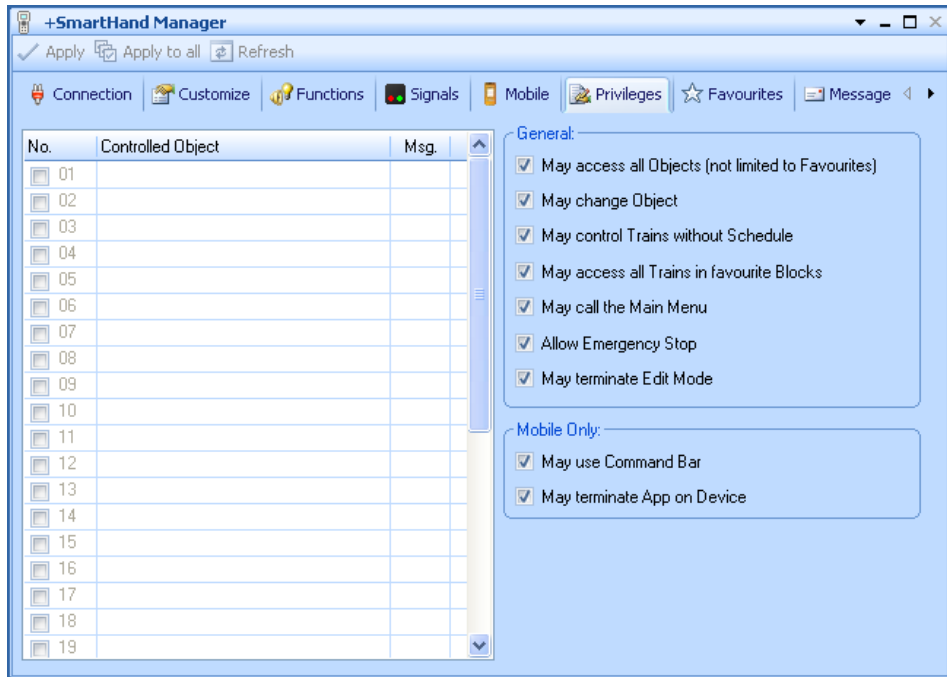 +SmartHand Manager
Apply Apply to all Refresh
Connection Customize Functions Signals Mobile Privileges Favourites Message
No. Controlled Object Msg.
01
02
03
04
05
06
07
08
09
10
11
12
13
14
15
16
17
18
19
General:
May access all Objects (not limited to Favourites)
May change Object
May control Trains without Schedule
May access all Trains in favourite Blocks
May call the Main Menu
Allow Emergency Stop
May terminate Edit Mode
Mobile Only:
May use Command Bar
May terminate App on Device